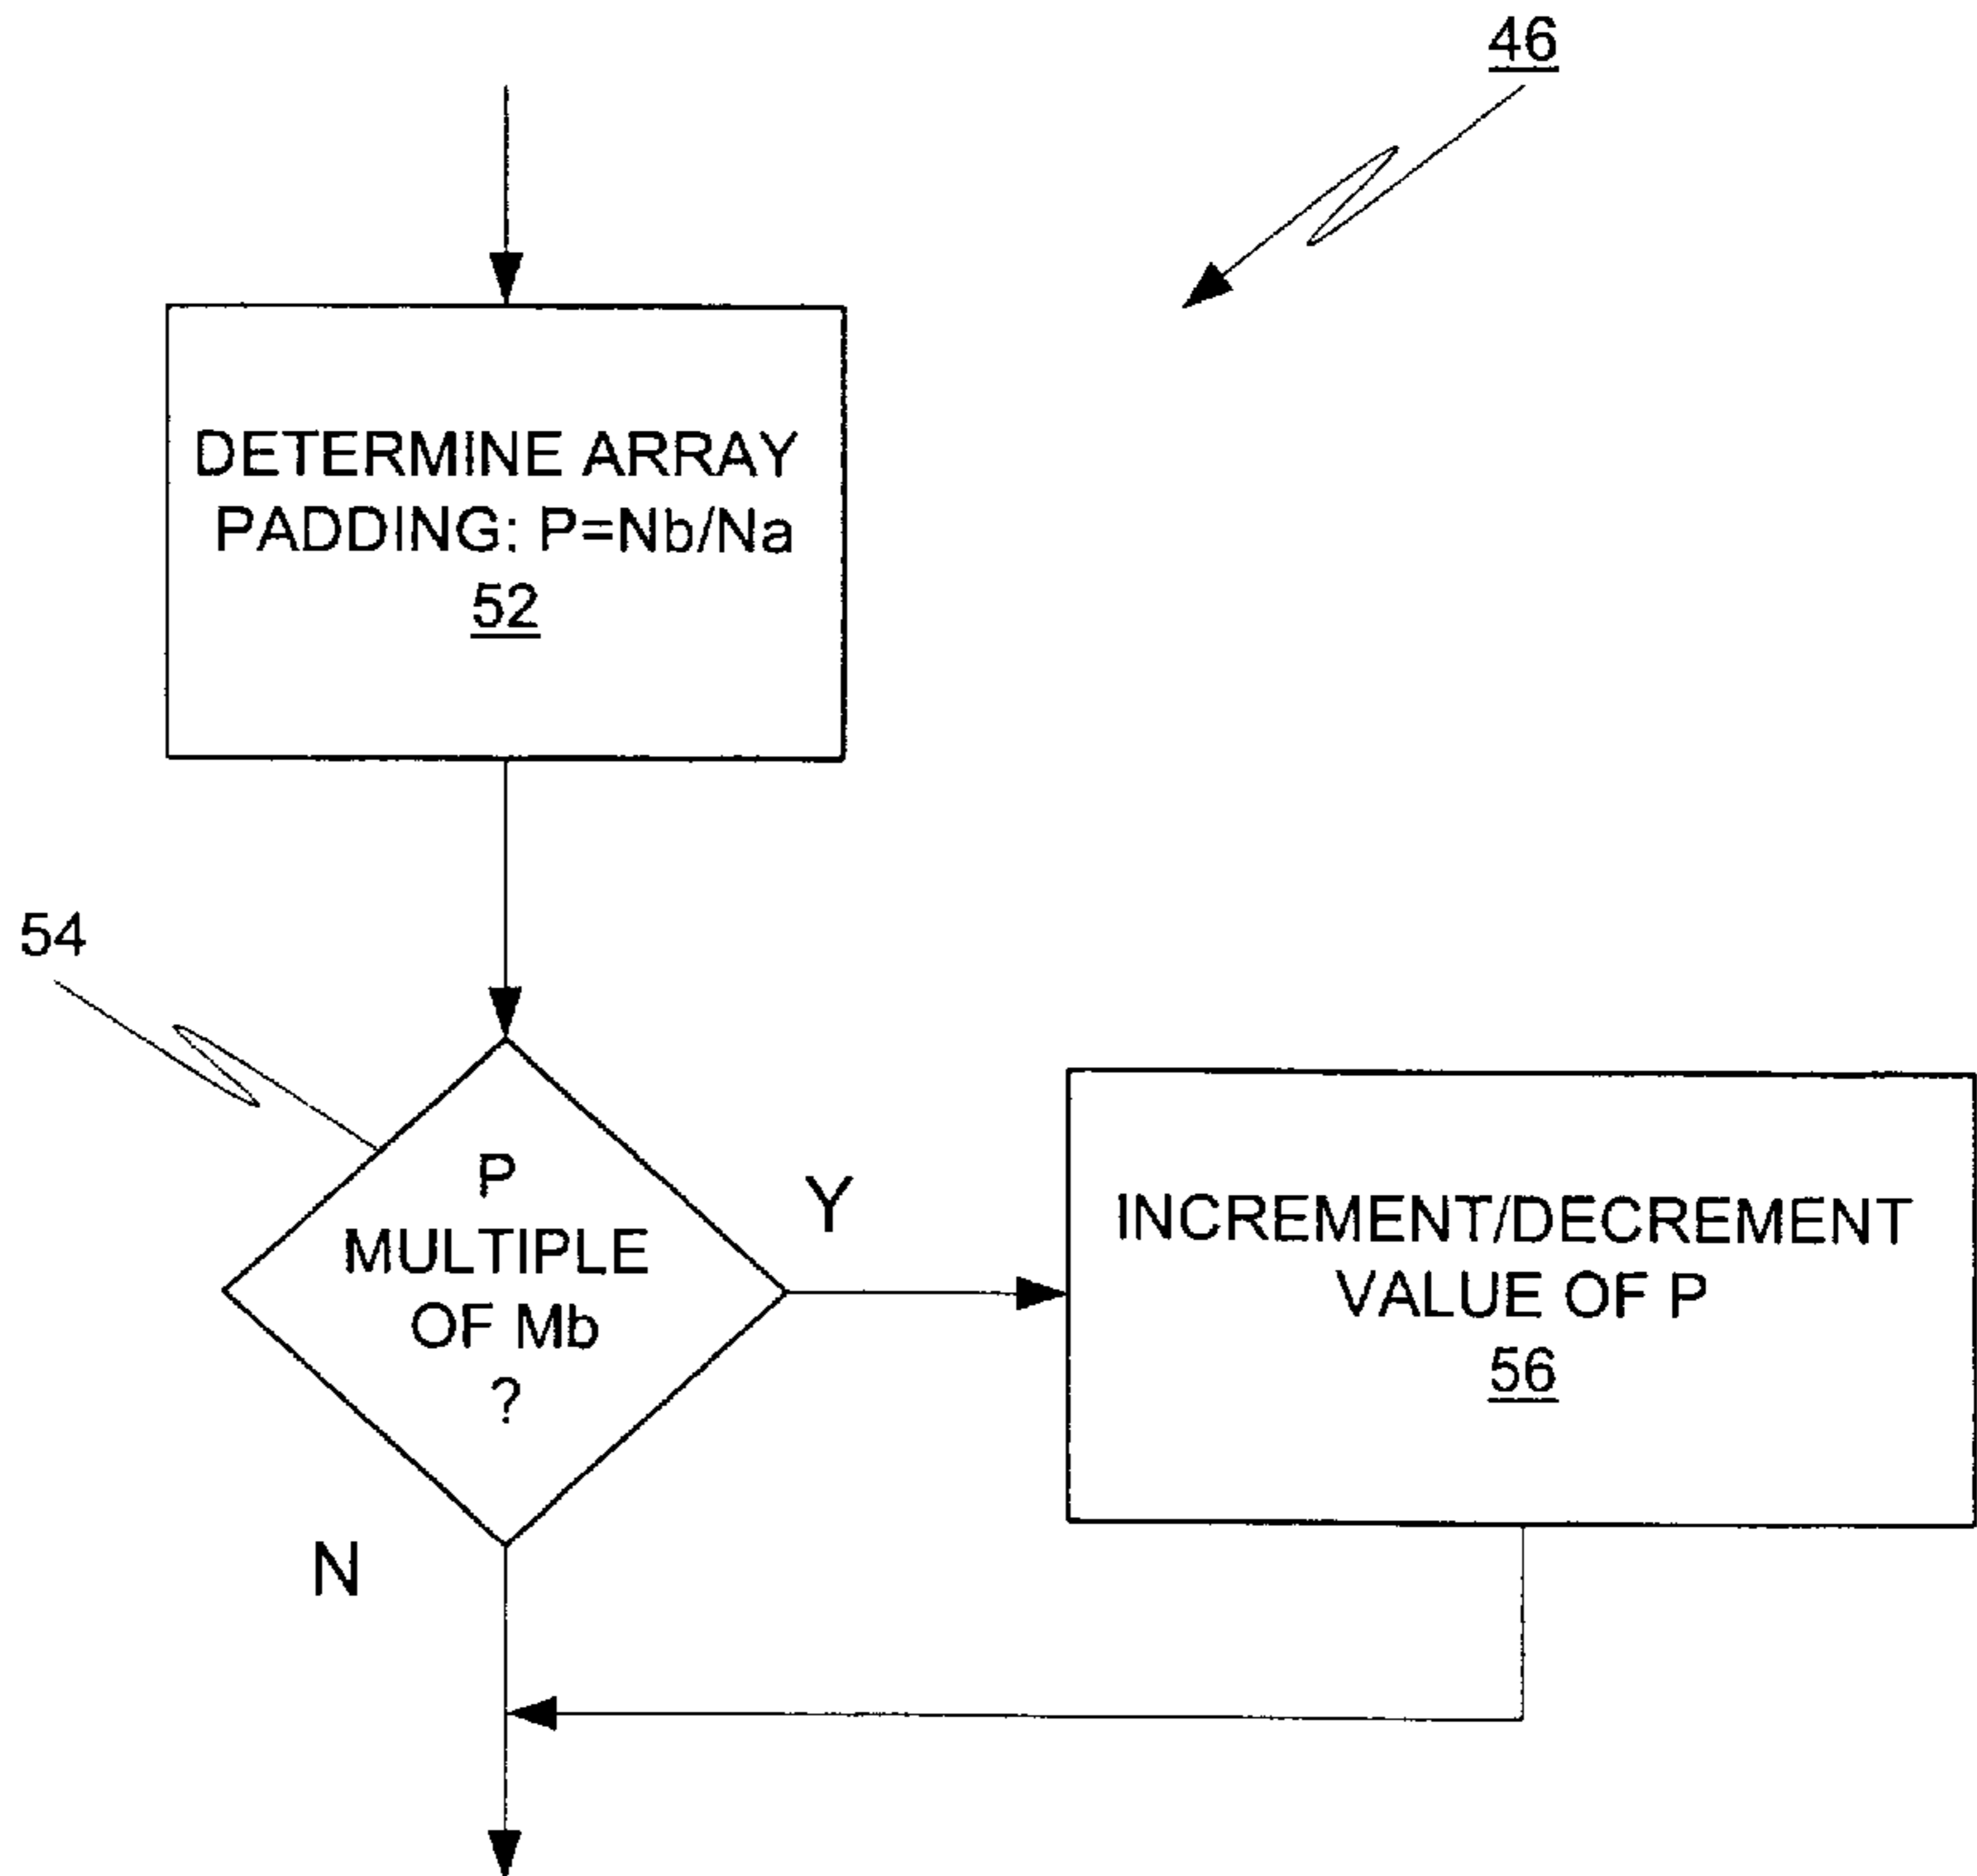 46
DETERMINE ARRAY
PADDING: P=Nb/Na
52
54
P
MULTIPLE
OF Mb
?
Y
INCREMENT/DECREMENT
VALUE OF P
56
N